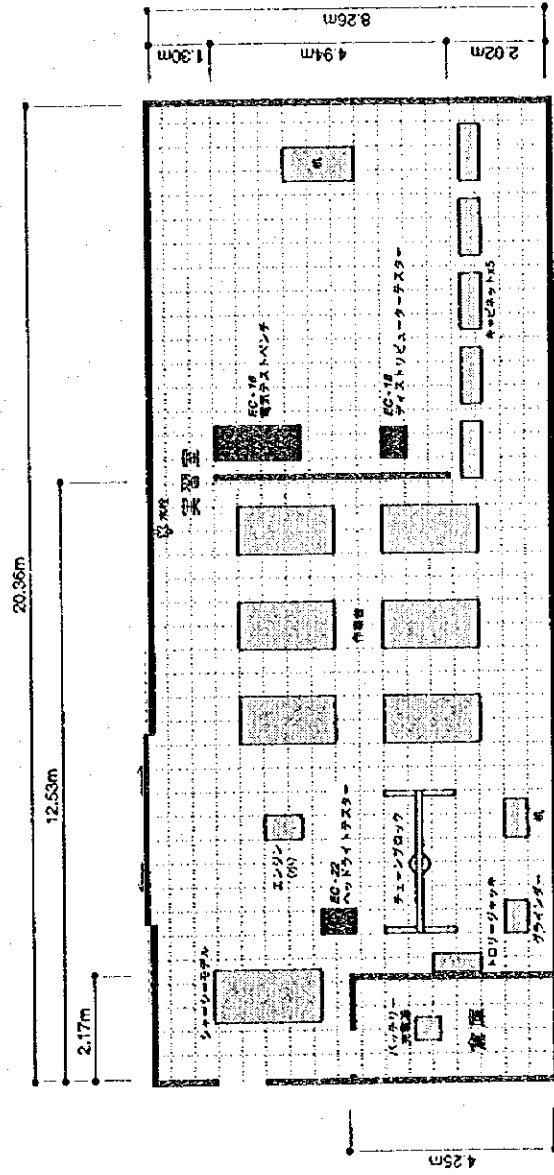 20.36m
12.53m
2.17m
8.26m
1.30m
4.94m
2.02m
4.25m
水栓
実習室
EC-16
電気テストベンチ
EC-18
ディストリビューターテスター
机
キャビネットx5
作業台
エンジン
EC-22
ヘッドライトテスター
チェーンブロック
シャーシーモデル
トロリージャッキ
グラインダー
机
バッテリー
充電器
倉庫